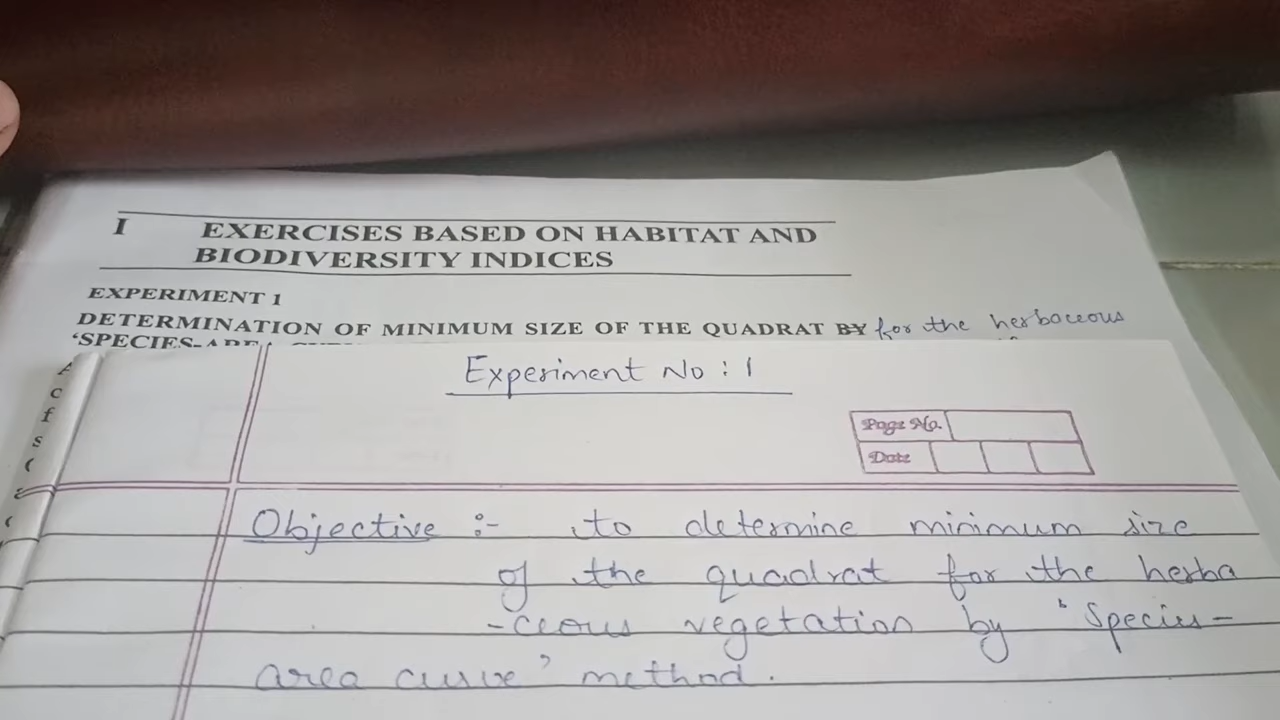 I EXERCISES BASED ON HABITAT AND
BIODIVERSITY INDICES
EXPERIMENT 1
DETERMINATION OF MINIMUM SIZE OF THE QUADRAT BY for the herbaceous
‘SPECIES-AREA
Experiment No : 1
Page No.
Date
Objective :- to determine minimum size
of the quadrat for the herba
-ceous vegetation by ‘Species-
area curve’ method.